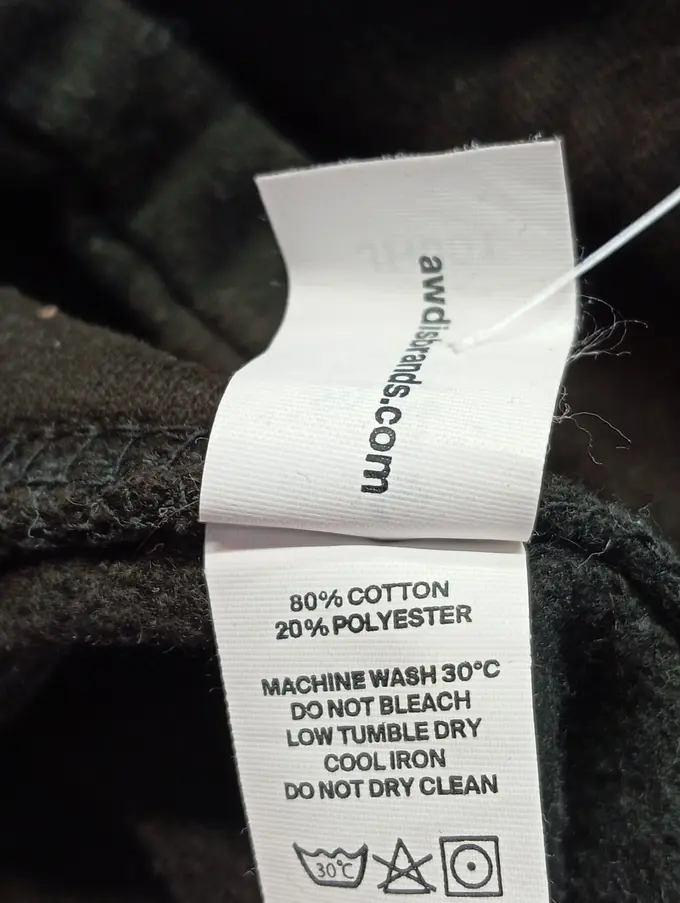 awdisbrands.com
80% COTTON
20% POLYESTER
MACHINE WASH 30°C
DO NOT BLEACH
LOW TUMBLE DRY
COOL IRON
DO NOT DRY CLEAN
30°C